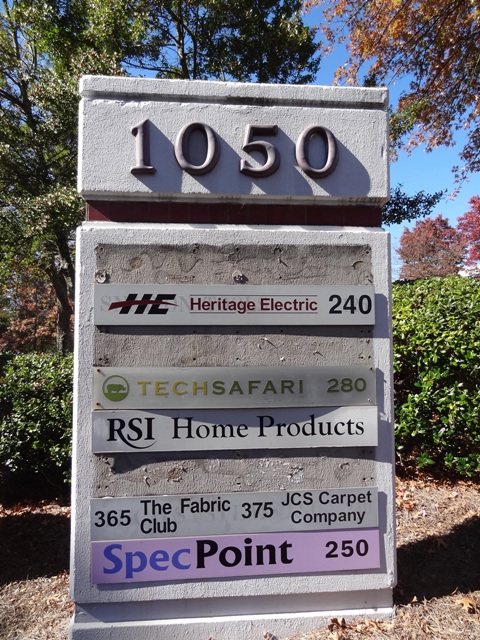 1050
HE Heritage Electric 240
TECHSAFARI 280
RSI Home Products
365 The Fabric Club 375 JCS Carpet Company
SpecPoint 250